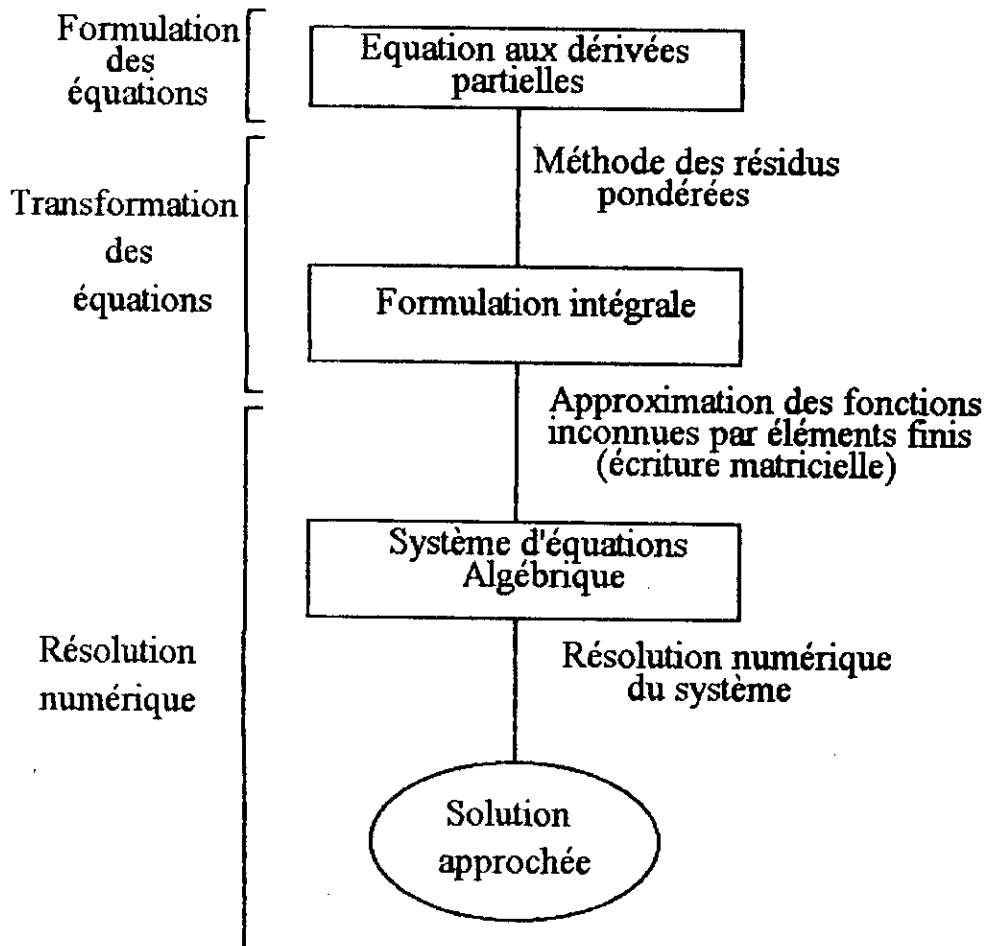 Formulation
des
équations
Equation aux dérivées
partielles
Méthode des résidus
pondérées
Transformation
des
équations
Formulation intégrale
Approximation des fonctions
inconnues par éléments finis
(écriture matricielle)
Système d'équations
Algébrique
Résolution
numérique
Résolution numérique
du système
Solution
approchée